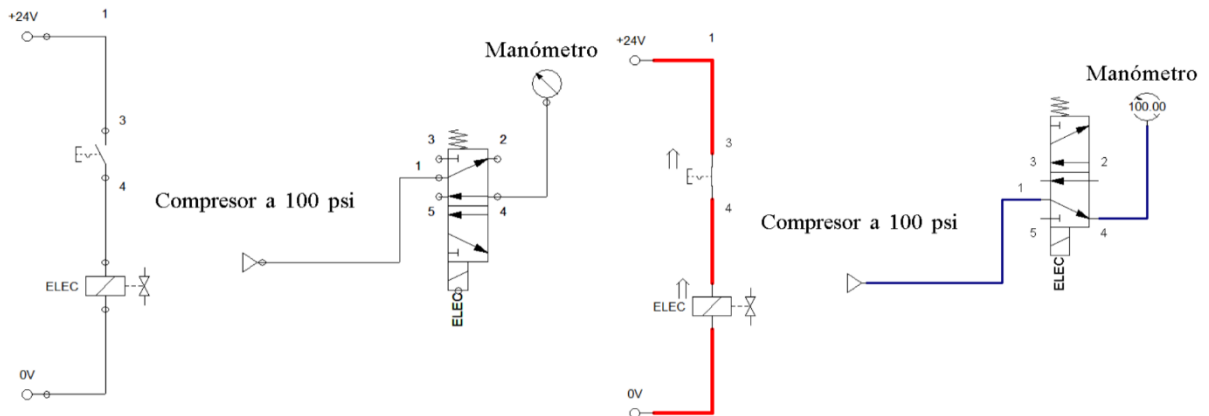 +24V
1
3
4
ELEC
0V
Compresor a 100 psi
Manómetro
3
2
1
5
4
ELEC
+24V
1
3
4
ELEC
0V
Compresor a 100 psi
Manómetro
100.00
3
2
1
5
4
ELEC